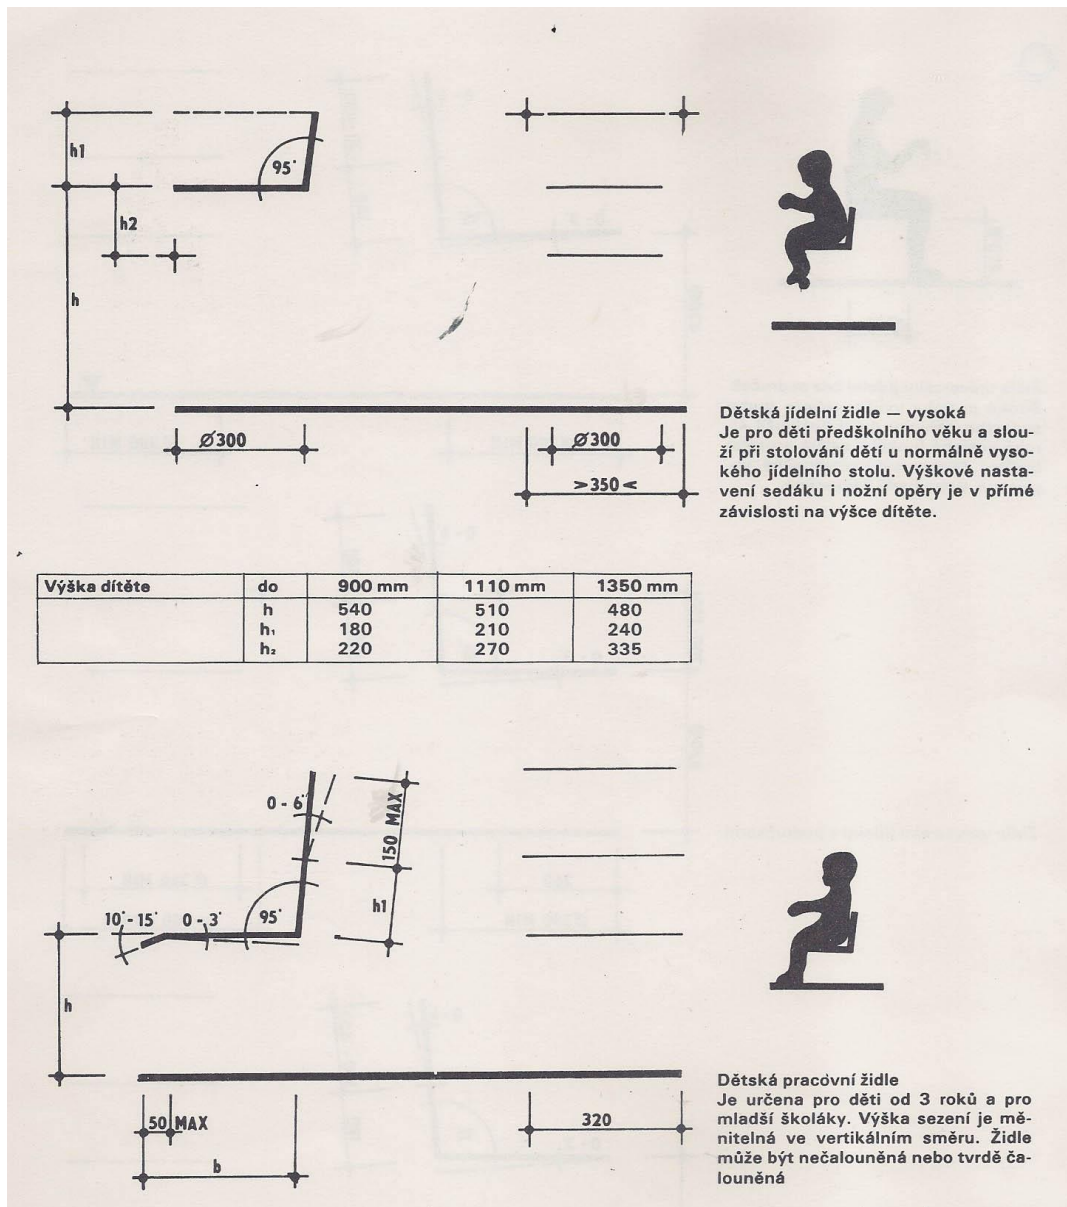 h1
95°
h2
h
Ø300
Ø300
>350<
Dětská jídelní židle — vysoká
Je pro děti předškolního věku a slou-
ží při stolování dětí u normálně vyso-
kého jídelního stolu. Výškové nasta-
vení sedáku i nožní opěry je v přímé
závislosti na výšce dítěte.
Výška dítěte do 900 mm 1110 mm 1350 mm
h 540 510 480
h₁ 180 210 240
h₂ 220 270 335
0 - 6°
150 MAX
10°- 15° 0 - 3° 95°
h1
h
50 MAX
320
b
Dětská pracovní židle
Je určena pro děti od 3 roků a pro
mladší školáky. Výška sezení je mě-
nitelná ve vertikálním směru. Židle
může být nečalouněná nebo tvrdě ča-
louněná